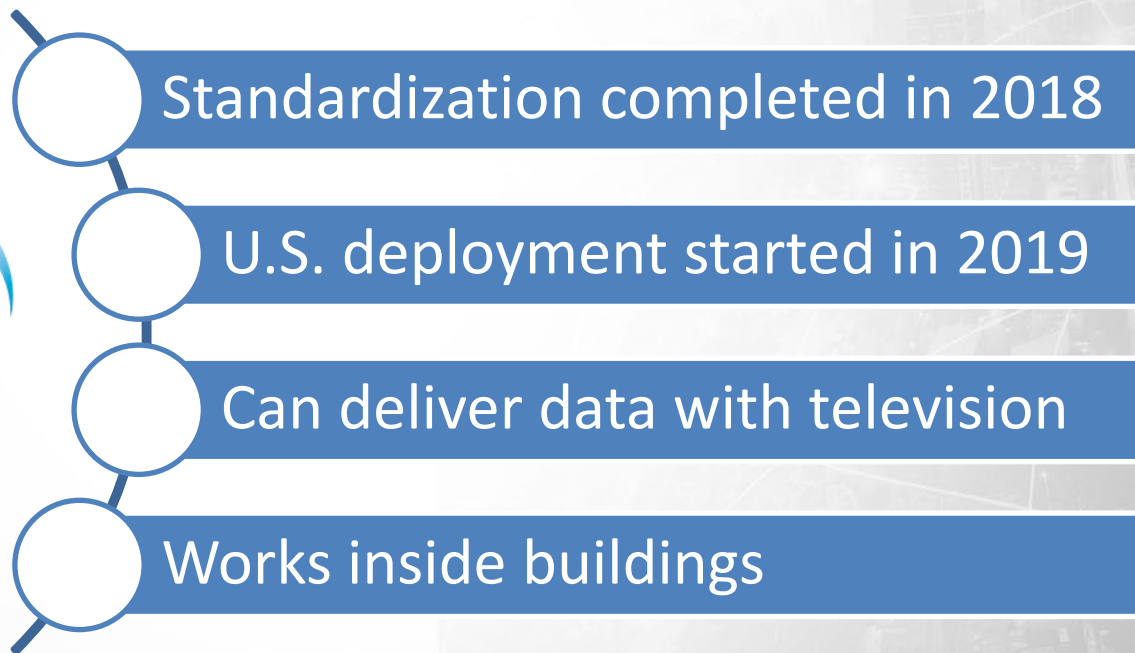 Standardization completed in 2018
U.S. deployment started in 2019
Can deliver data with television
Works inside buildings